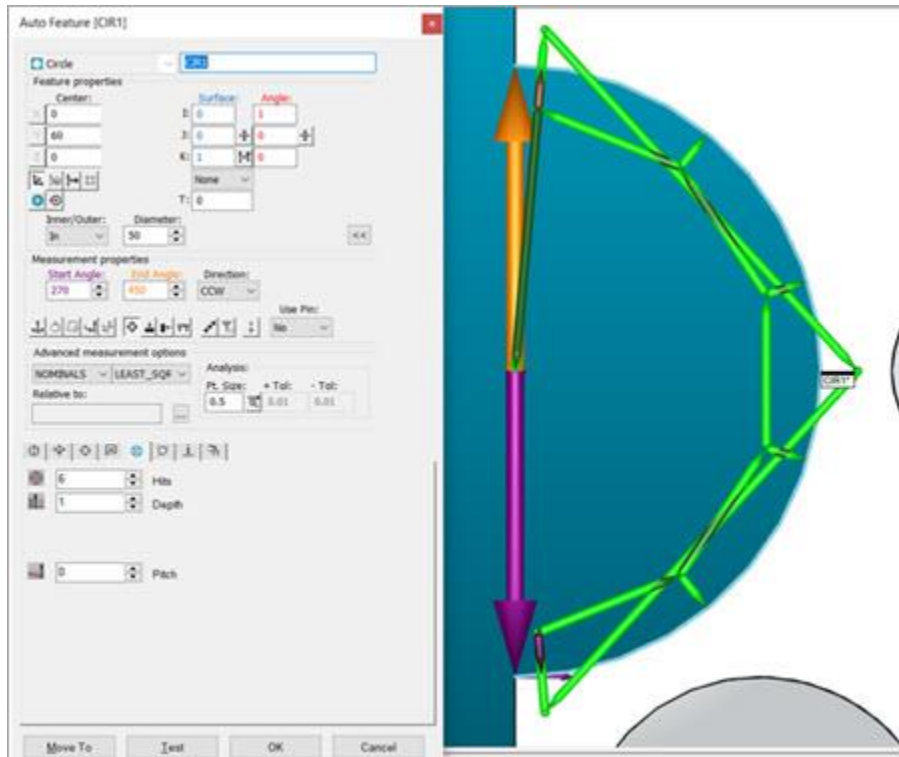 Auto Feature [CIR1]
Circle
CIR1
Feature properties
Center: Surface: Angle:
X 0 I: 0 1
Y 60 J: 0 0
Z 0 K: 1 0
None
T: 0
Inner/Outer: Diameter:
In 50 <<
Measurement properties
Start Angle: End Angle: Direction:
270 450 CCW
Use Pin:
No
Advanced measurement options
NOMINALS LEAST_SQR Analysis:
Pt. Size: + Tol: - Tol:
Relative to: 0.5 0.01 0.01
...
6 Hits
1 Depth
0 Pitch
Move To Test OK Cancel
CIR1*